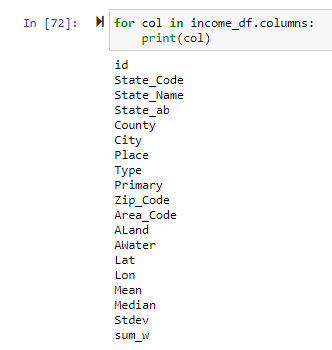 In [72]:
for col in income_df.columns:
    print(col)
id
State_Code
State_Name
State_ab
County
City
Place
Type
Primary
Zip_Code
Area_Code
ALand
AWater
Lat
Lon
Mean
Median
Stdev
sum_w